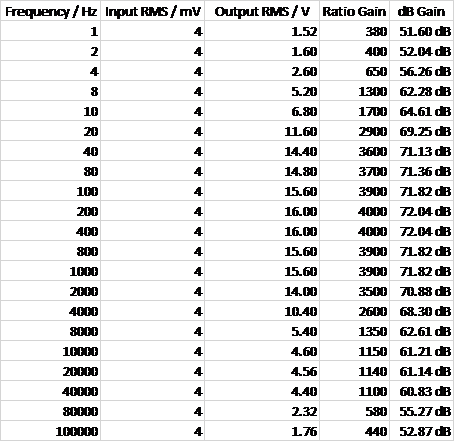 Frequency / Hz Input RMS / mV Output RMS / V Ratio Gain dB Gain
1 4 1.52 380 51.60 dB
2 4 1.60 400 52.04 dB
4 4 2.60 650 56.26 dB
8 4 5.20 1300 62.28 dB
10 4 6.80 1700 64.61 dB
20 4 11.60 2900 69.25 dB
40 4 14.40 3600 71.13 dB
80 4 14.80 3700 71.36 dB
100 4 15.60 3900 71.82 dB
200 4 16.00 4000 72.04 dB
400 4 16.00 4000 72.04 dB
800 4 15.60 3900 71.82 dB
1000 4 15.60 3900 71.82 dB
2000 4 14.00 3500 70.88 dB
4000 4 10.40 2600 68.30 dB
8000 4 5.40 1350 62.61 dB
10000 4 4.60 1150 61.21 dB
20000 4 4.56 1140 61.14 dB
40000 4 4.40 1100 60.83 dB
80000 4 2.32 580 55.27 dB
100000 4 1.76 440 52.87 dB